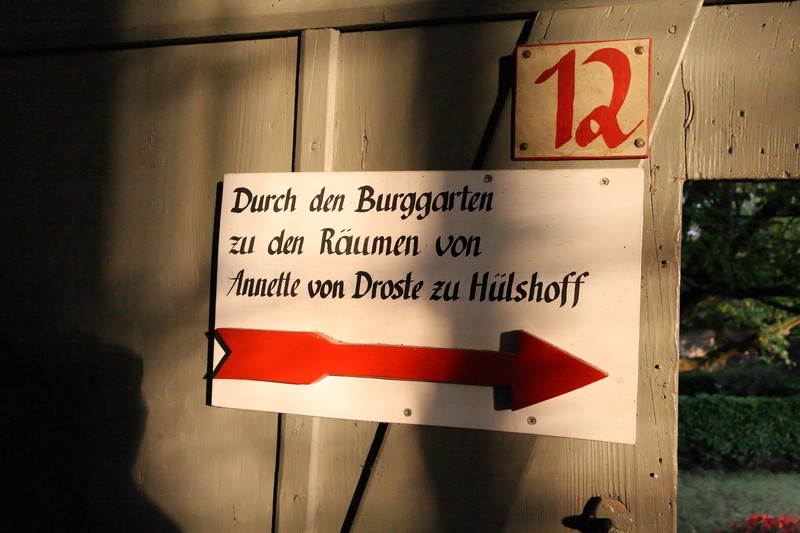 12
Durch den Burggarten
zu den Räumen von
Annette von Droste zu Hülshoff